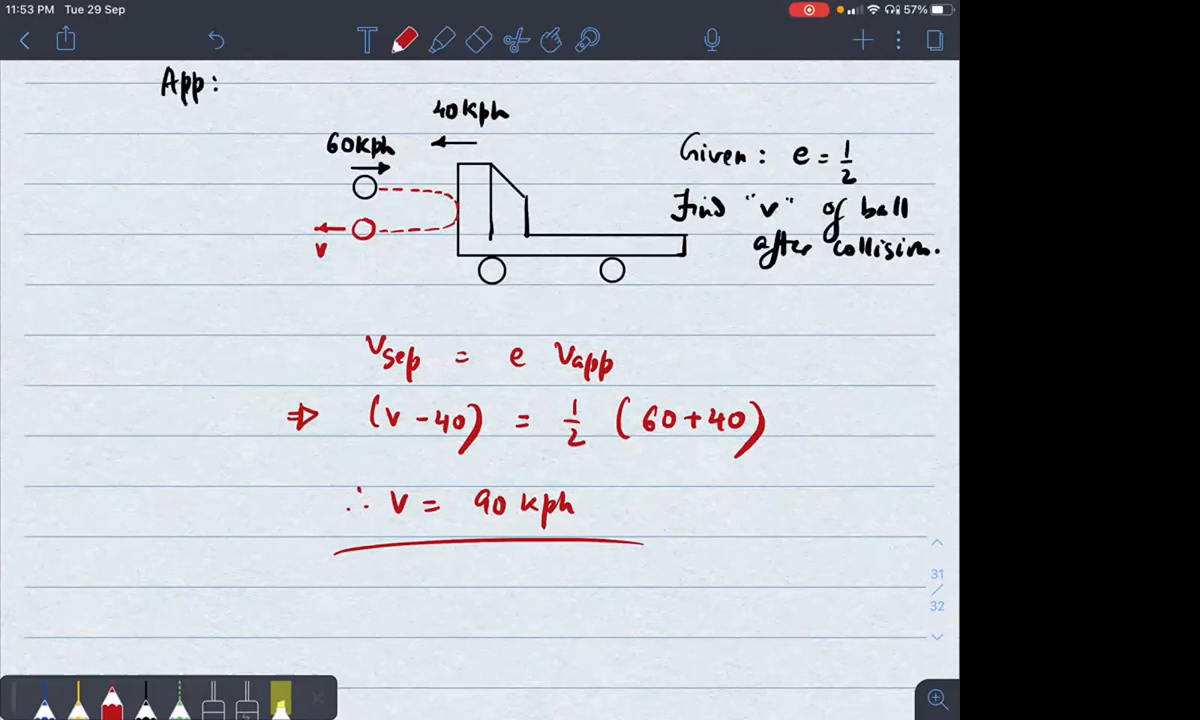 11:53 PM Tue 29 Sep 57%
App:
40kph
60kph
Given: e = 1/2
Find "v" of ball
after collision.
v
Vsep = e Vapp
⇒ (v - 40) = 1/2 (60 + 40)
∴ v = 90 kph
31
/
32